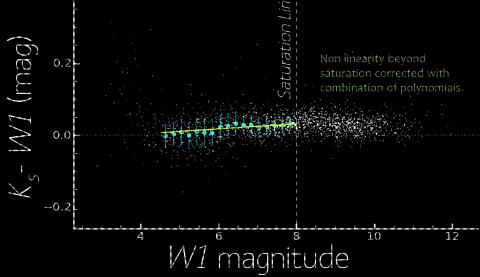 Saturation Lin
0.2
Non-linearity beyond
saturation corrected with
combination of polynomials.
0.0
-0.2
Ks- W1 (mag)
4 6 8 10 12
W1 magnitude